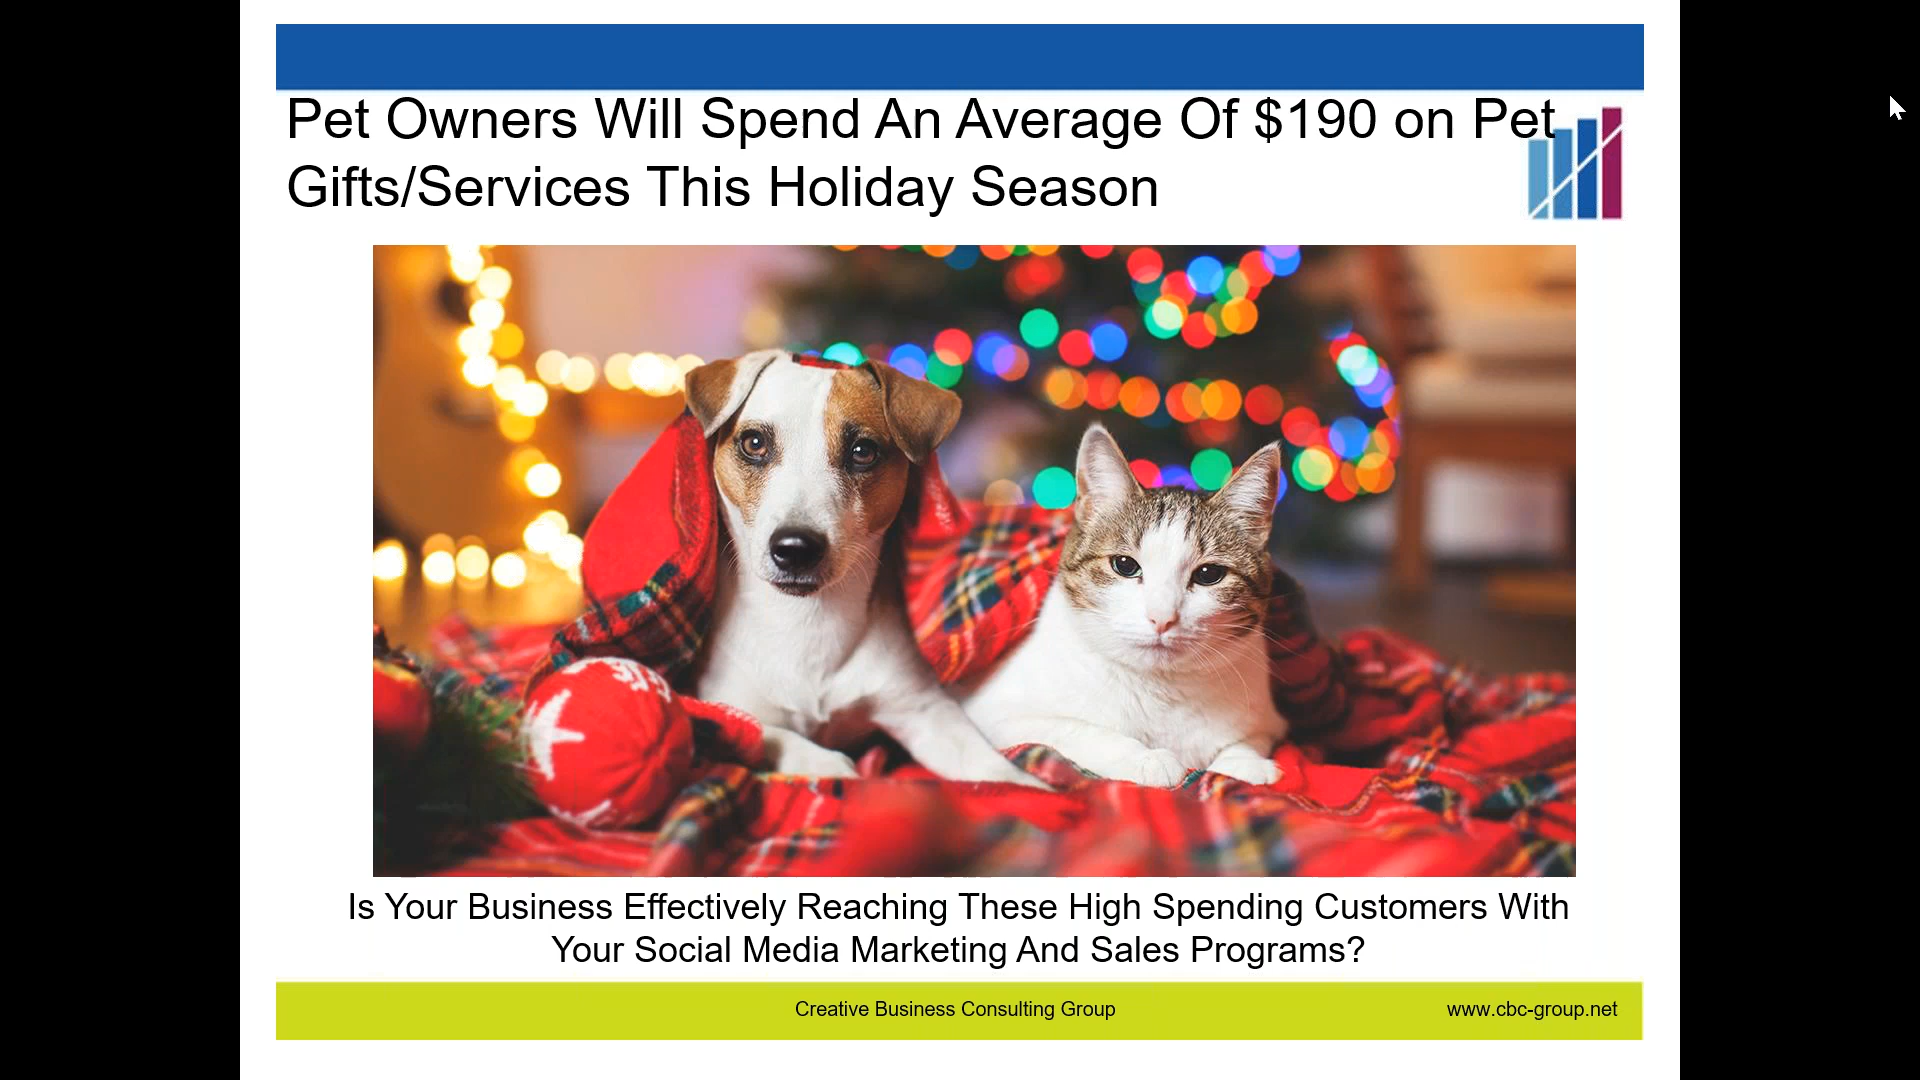 Pet Owners Will Spend An Average Of $190 on Pet
Gifts/Services This Holiday Season
Is Your Business Effectively Reaching These High Spending Customers With
Your Social Media Marketing And Sales Programs?
Creative Business Consulting Group
www.cbc-group.net